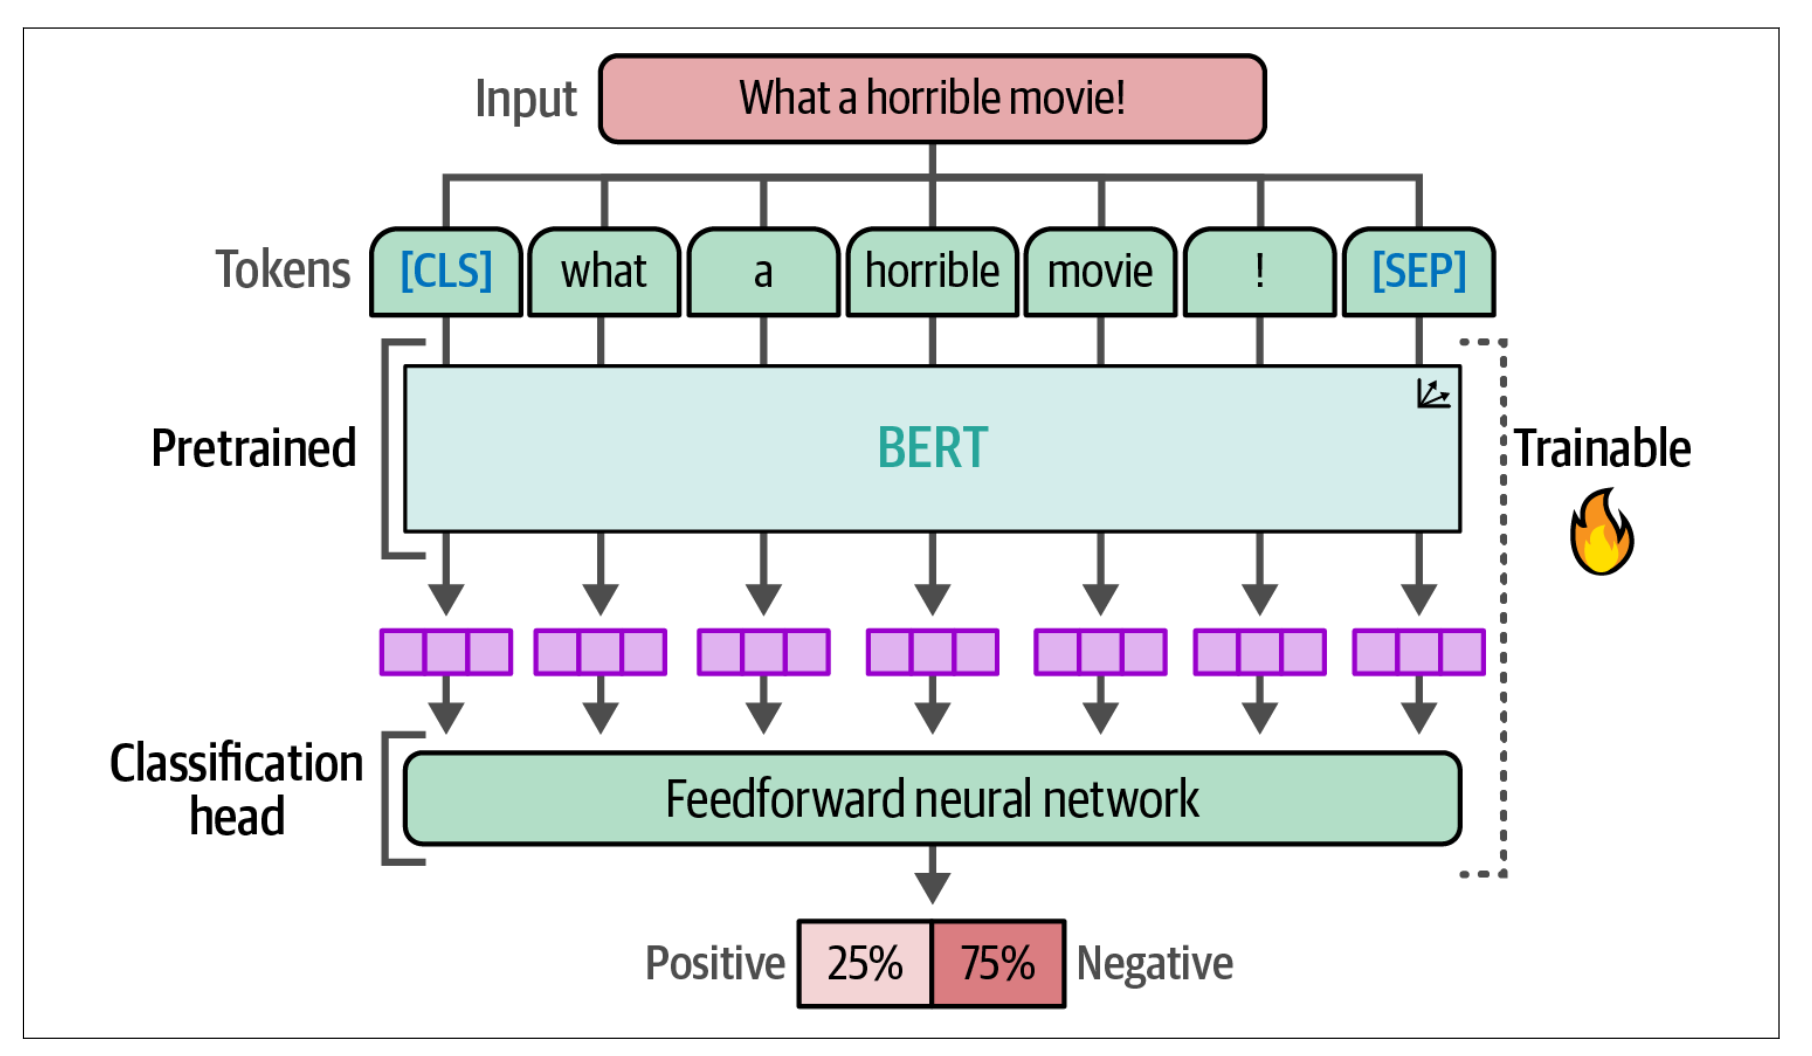 Input
What a horrible movie!
Tokens
[CLS]
what
a
horrible
movie
!
[SEP]
Pretrained
BERT
Trainable
Classification
head
Feedforward neural network
Positive
25%
75%
Negative